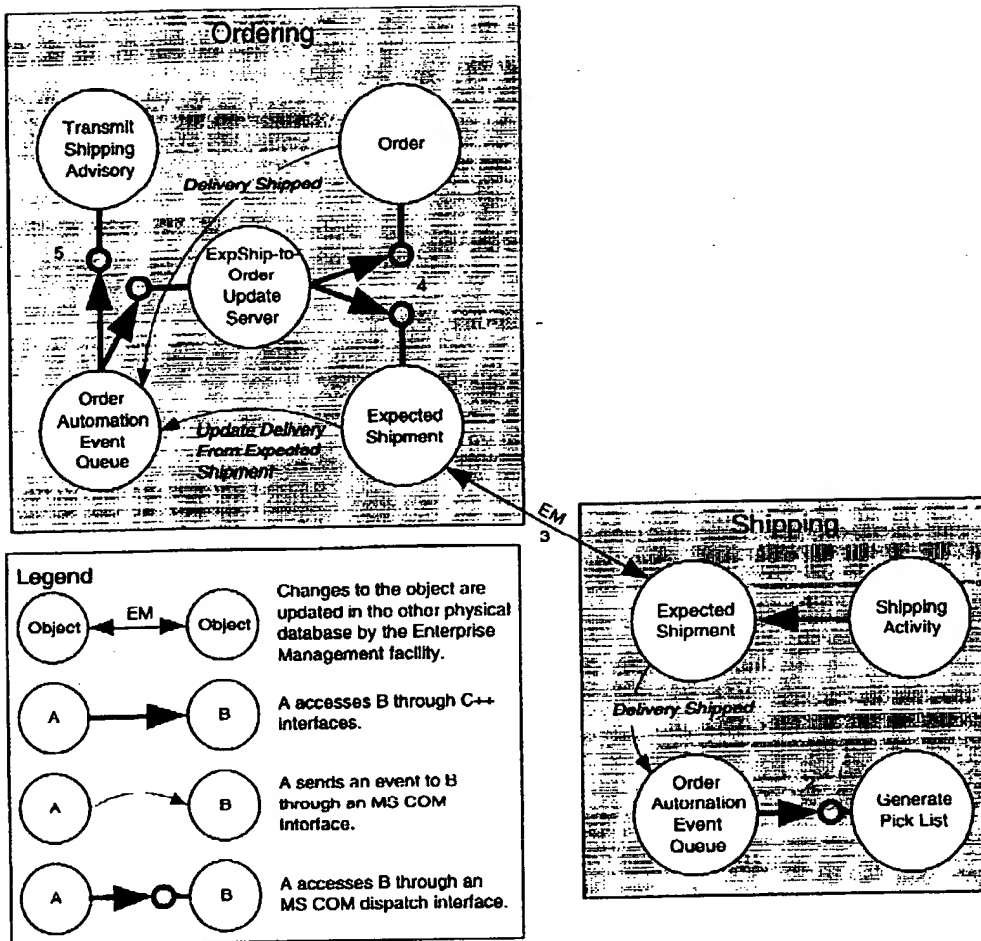 Ordering
Transmit
Shipping
Advisory
Order
Delivery Shipped
5
ExpShip-to-
Order
Update
Server
4
Order
Automation
Event
Queue
Update Delivery
From Expected
Shipment
Expected
Shipment
EM
3
Shipping
Expected
Shipment
Shipping
Activity
Delivery Shipped
Order
Automation
Event
Queue
Generate
Pick List
Legend
Object
EM
Object
Changes to the object are
updated in the other physical
database by the Enterprise
Management facility.
A
B
A accesses B through C++
interfaces.
A
B
A sends an event to B
through an MS COM
interface.
A
B
A accesses B through an
MS COM dispatch interface.